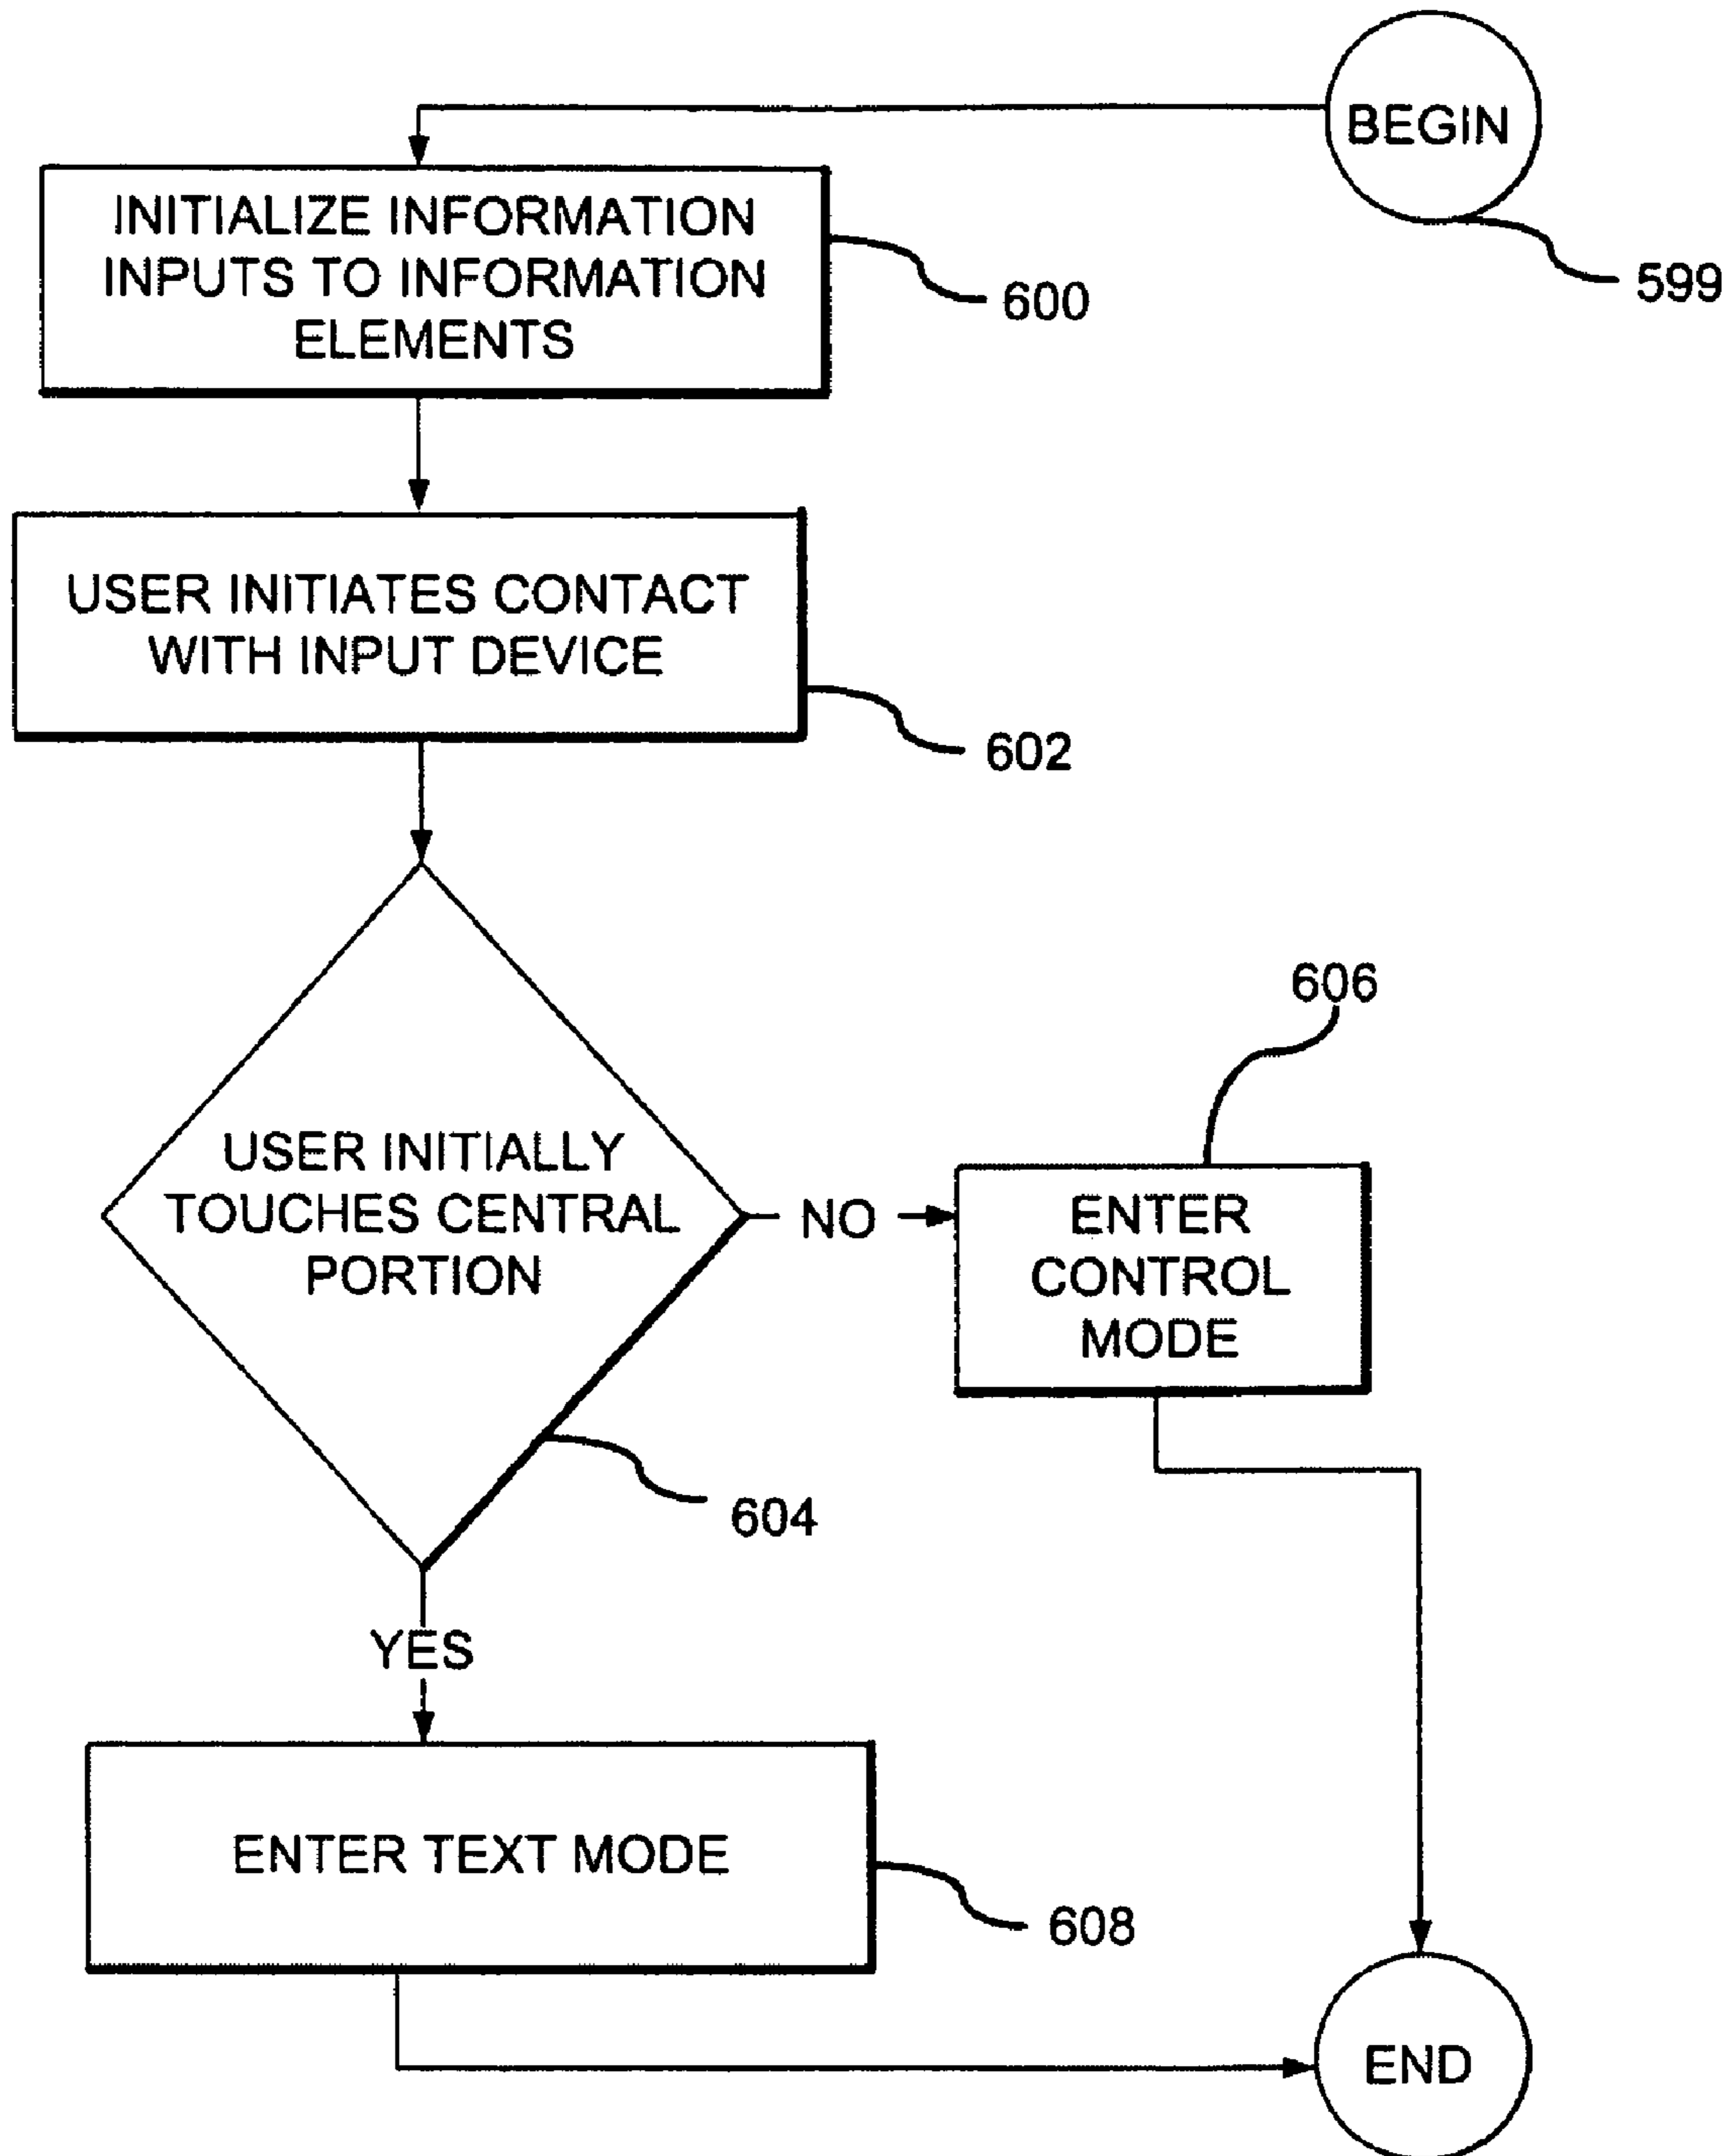 BEGIN
599
INITIALIZE INFORMATION
INPUTS TO INFORMATION
ELEMENTS
600
USER INITIATES CONTACT
WITH INPUT DEVICE
602
USER INITIALLY
TOUCHES CENTRAL
PORTION
604
NO
606
ENTER
CONTROL
MODE
YES
ENTER TEXT MODE
608
END